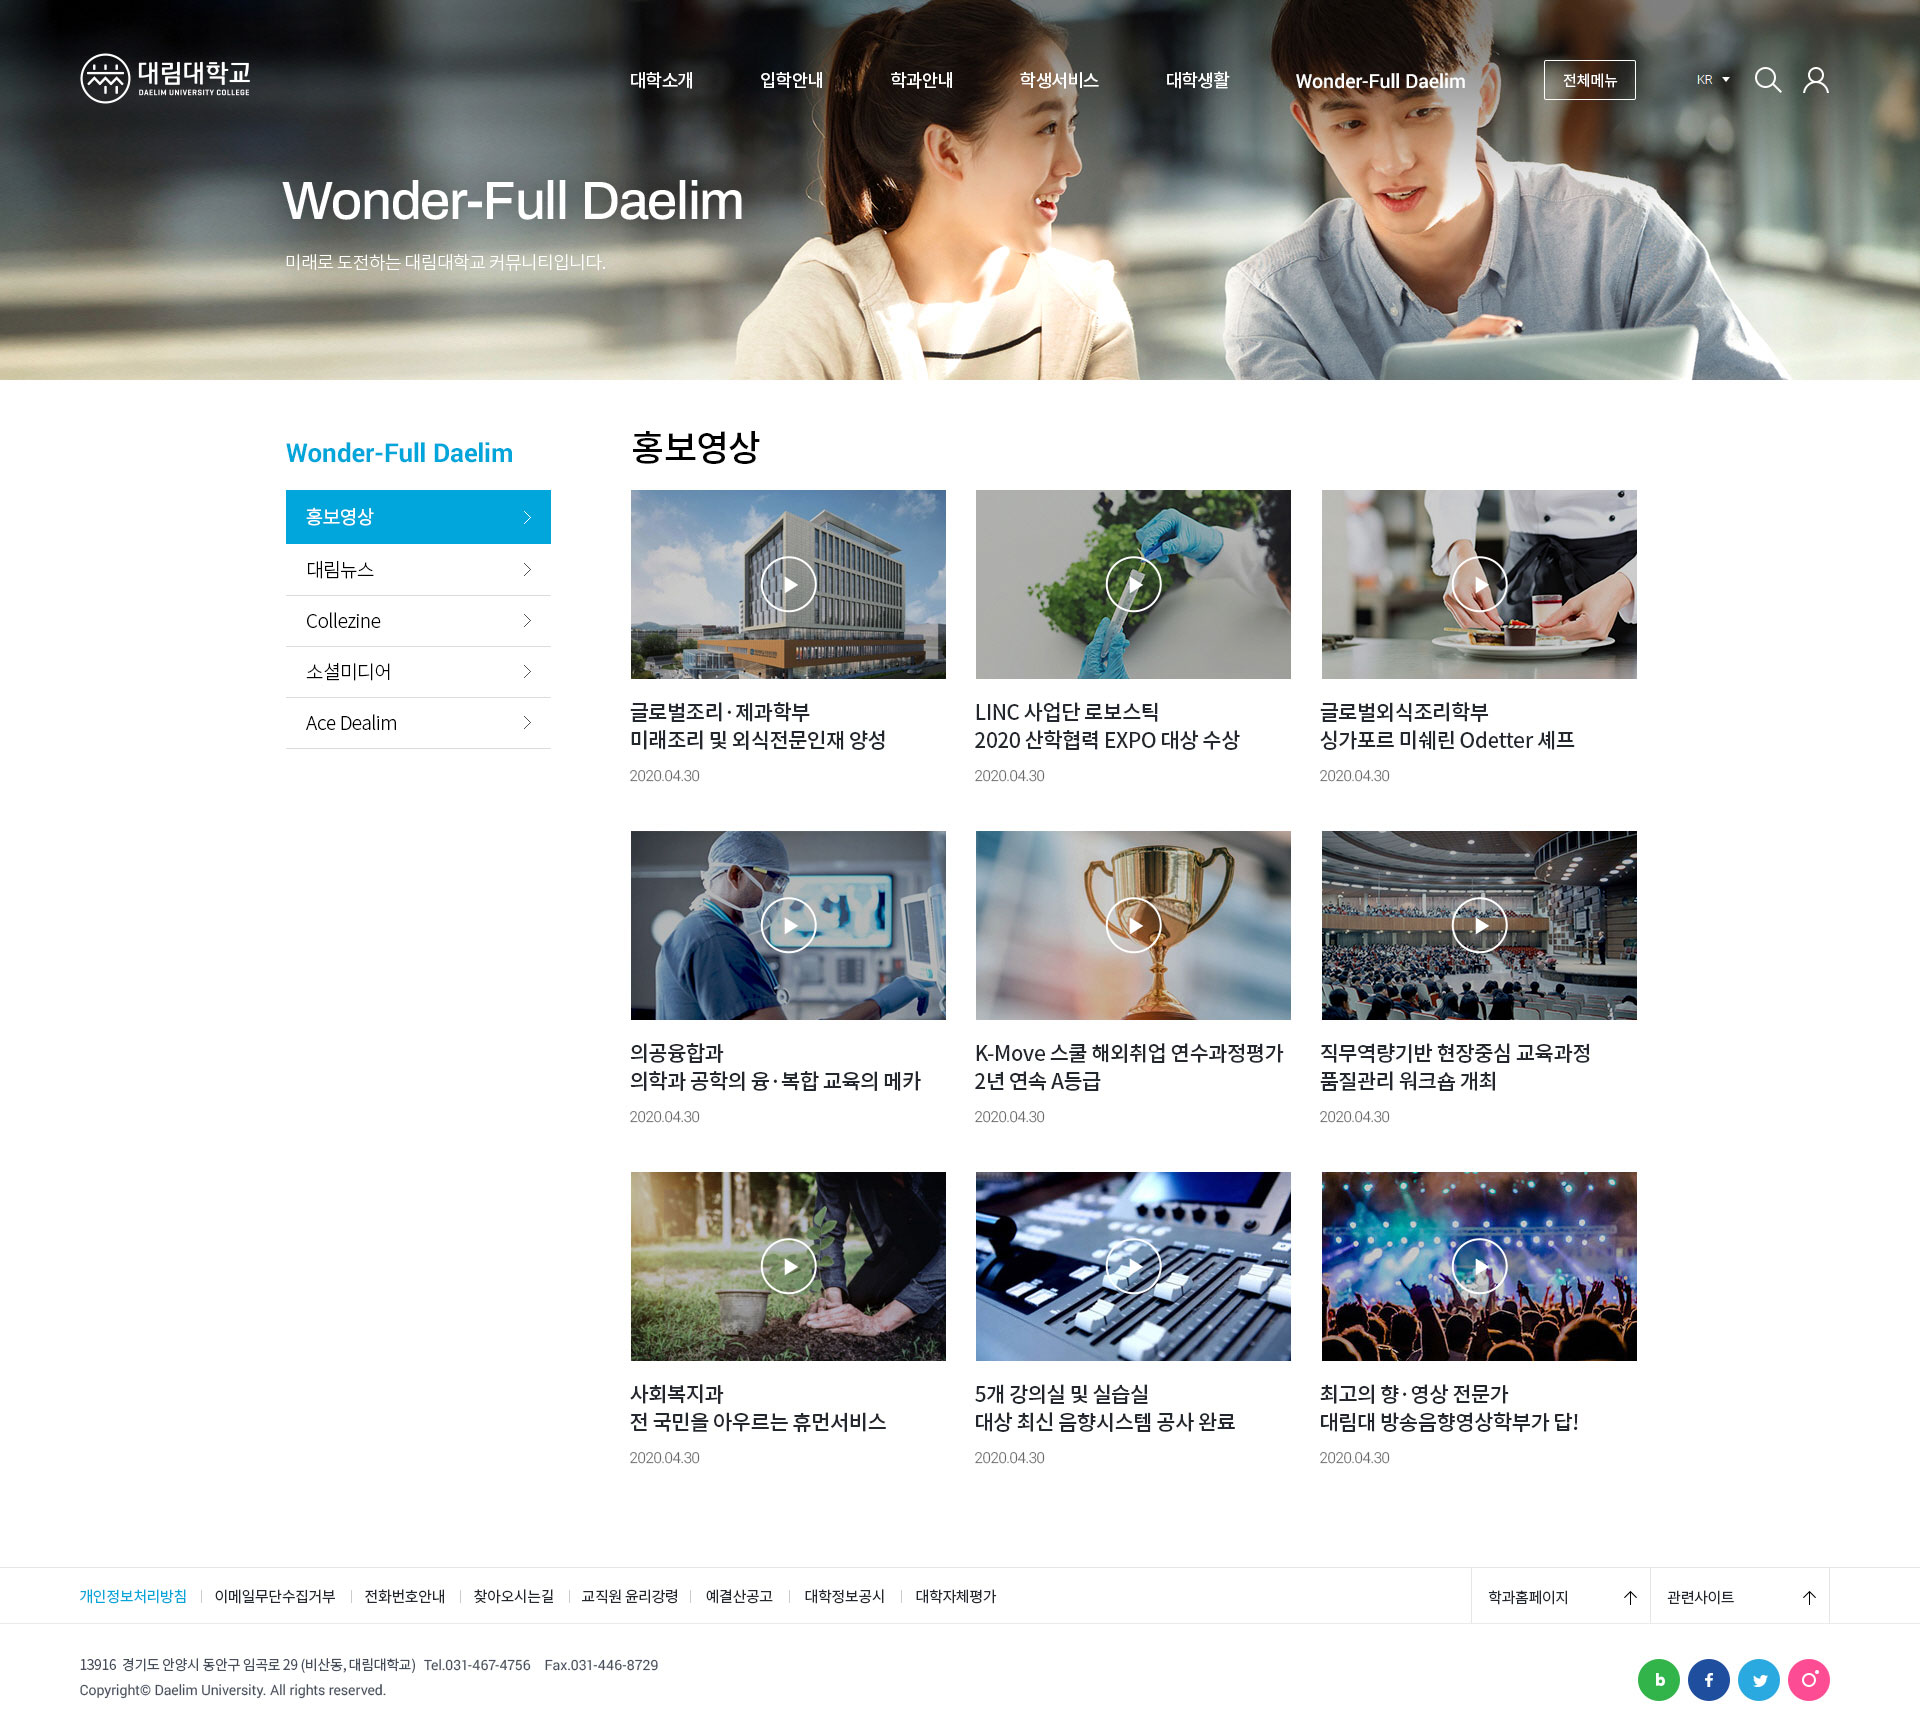 대림대학교
DAELIM UNIVERSITY COLLEGE
대학소개 입학안내 학과안내 학생서비스 대학생활 Wonder-Full Daelim 전체메뉴 KR
Wonder-Full Daelim
미래로 도전하는 대림대학교 커뮤니티입니다.
Wonder-Full Daelim
홍보영상
대림뉴스
Collezine
소셜미디어
Ace Dealim
홍보영상
글로벌조리·제과학부
미래조리 및 외식전문인재 양성
2020.04.30
LINC 사업단 로보스틱
2020 산학협력 EXPO 대상 수상
2020.04.30
글로벌외식조리학부
싱가포르 미쉐린 Odetter 셰프
2020.04.30
의공융합과
의학과 공학의 융·복합 교육의 메카
2020.04.30
K-Move 스쿨 해외취업 연수과정평가
2년 연속 A등급
2020.04.30
직무역량기반 현장중심 교육과정
품질관리 워크숍 개최
2020.04.30
사회복지과
전 국민을 아우르는 휴먼서비스
2020.04.30
5개 강의실 및 실습실
대상 최신 음향시스템 공사 완료
2020.04.30
최고의 향·영상 전문가
대림대 방송음향영상학부가 답!
2020.04.30
개인정보처리방침 이메일무단수집거부 전화번호안내 찾아오시는길 교직원 윤리강령 예결산공고 대학정보공시 대학자체평가
학과홈페이지 관련사이트
13916 경기도 안양시 동안구 임곡로 29 (비산동, 대림대학교) Tel.031-467-4756 Fax.031-446-8729
Copyright© Daelim University. All rights reserved.